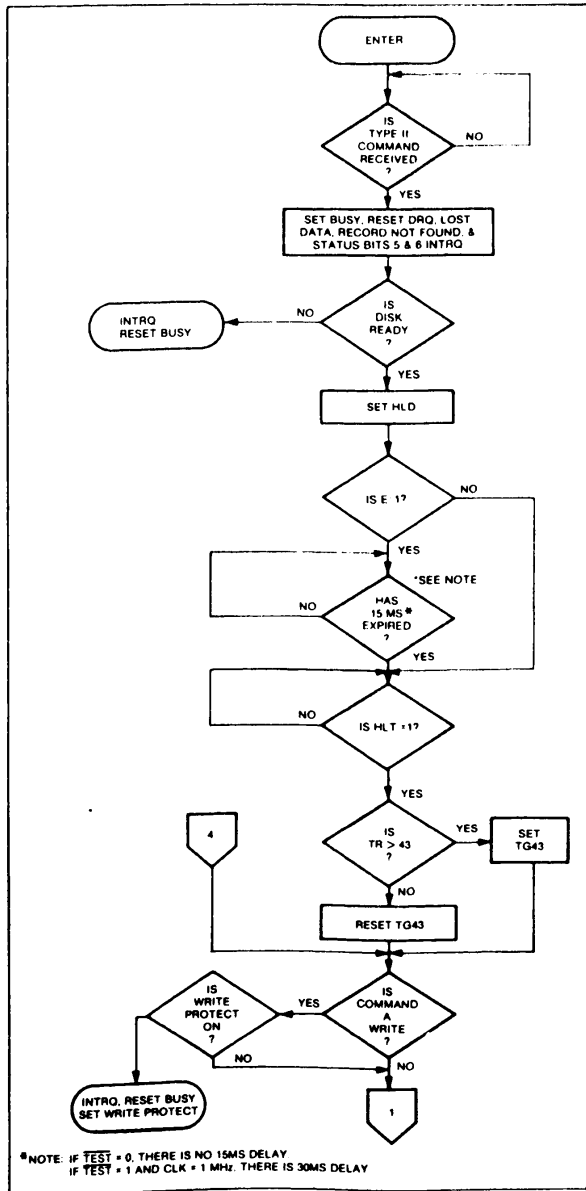 ENTER
IS
TYPE II
COMMAND
RECEIVED
?
NO
YES
SET BUSY, RESET DRQ, LOST
DATA, RECORD NOT FOUND, &
STATUS BITS 5 & 6 INTRQ
IS
DISK
READY
?
NO
INTRQ
RESET BUSY
YES
SET HLD
IS E 1?
NO
YES
*SEE NOTE
HAS
15 MS*
EXPIRED
?
NO
YES
IS HLT = 1?
NO
YES
4
IS
TR > 43
?
YES
SET
TG43
NO
RESET TG43
IS
WRITE
PROTECT
ON
?
YES
IS
COMMAND
A
WRITE
?
NO
NO
INTRQ, RESET BUSY
SET WRITE PROTECT
1
*NOTE: IF TEST = 0, THERE IS NO 15MS DELAY
IF TEST = 1 AND CLK = 1 MHz, THERE IS 30MS DELAY